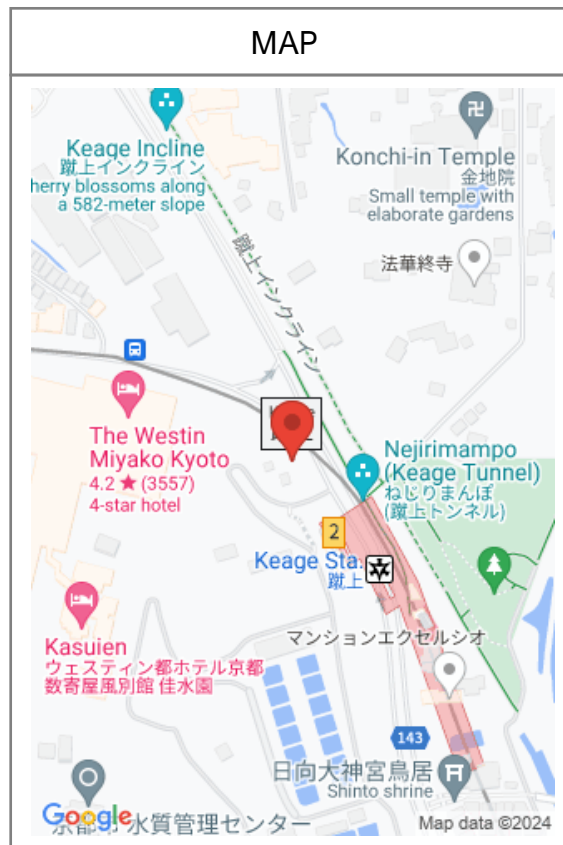 MAP
Keage Incline
蹴上インクライン
herry blossoms along
a 582-meter slope
Konchi-in Temple
金地院
Small temple with
elaborate gardens
蹴上インクライン
法華終寺
The Westin
Miyako Kyoto
4.2 ★ (3557)
4-star hotel
Nejirimampo
(Keage Tunnel)
ねじりまんぽ
(蹴上トンネル)
2
Keage Sta.
蹴上
マンションエクセルシオ
Kasuien
ウェスティン都ホテル京都
数寄屋風別館 佳水園
143
日向大神宮鳥居
Shinto shrine
Google
京都市 水質管理センター
Map data ©2024